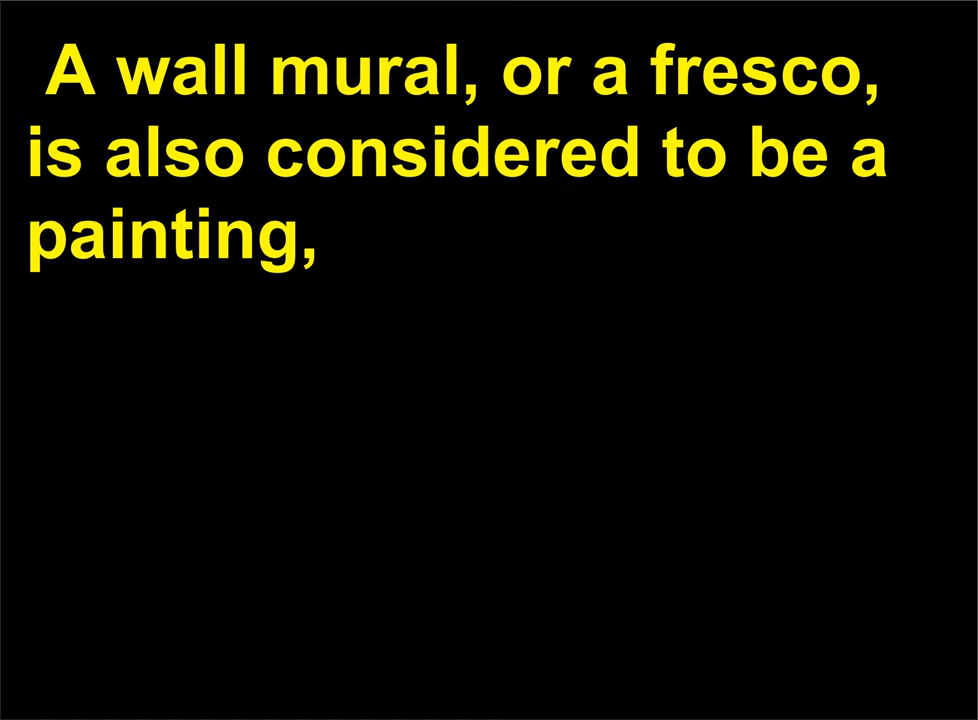 A wall mural, or a fresco,
is also considered to be a
painting,